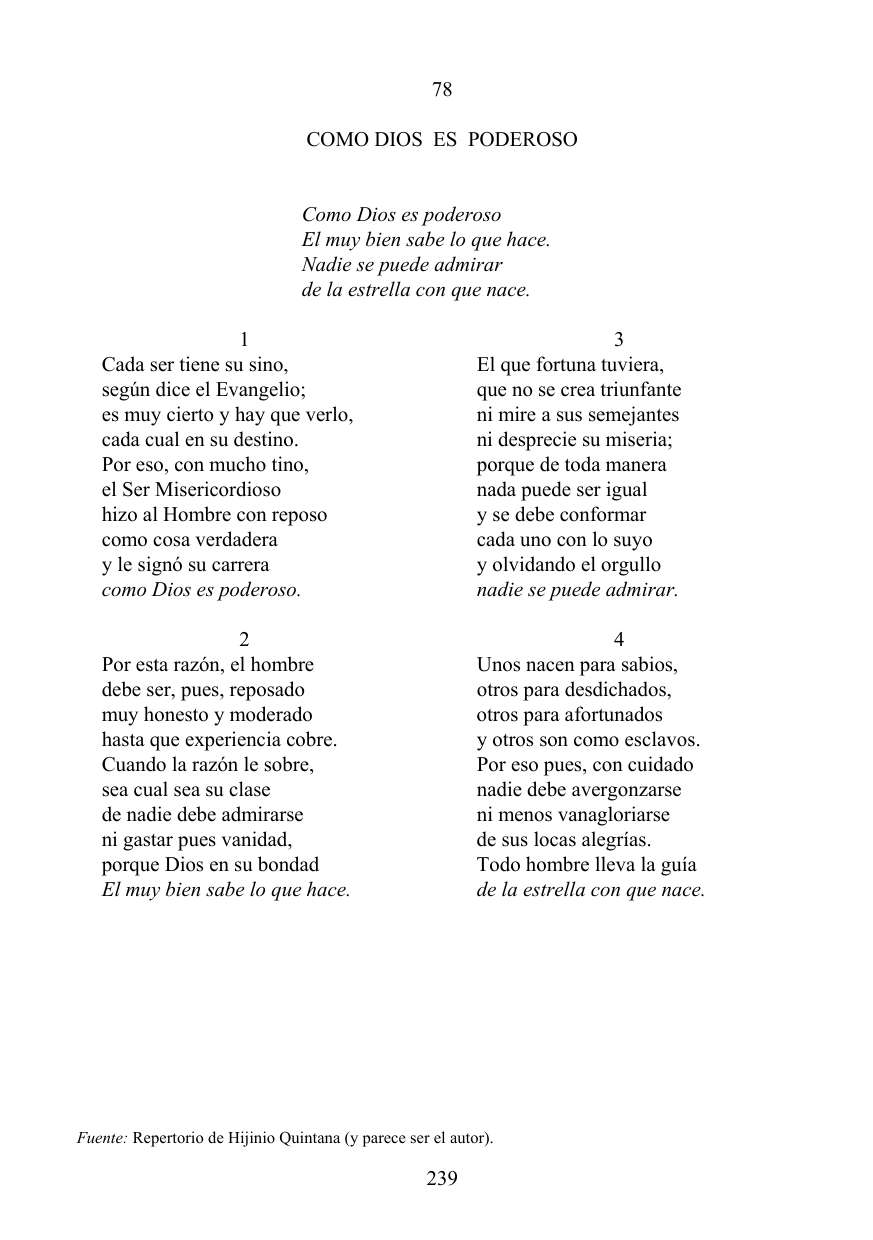 78
COMO DIOS ES PODEROSO
Como Dios es poderoso
El muy bien sabe lo que hace.
Nadie se puede admirar
de la estrella con que nace.
1
Cada ser tiene su sino,
según dice el Evangelio;
es muy cierto y hay que verlo,
cada cual en su destino.
Por eso, con mucho tino,
el Ser Misericordioso
hizo al Hombre con reposo
como cosa verdadera
y le signó su carrera
como Dios es poderoso.
2
Por esta razón, el hombre
debe ser, pues, reposado
muy honesto y moderado
hasta que experiencia cobre.
Cuando la razón le sobre,
sea cual sea su clase
de nadie debe admirarse
ni gastar pues vanidad,
porque Dios en su bondad
El muy bien sabe lo que hace.
3
El que fortuna tuviera,
que no se crea triunfante
ni mire a sus semejantes
ni desprecie su miseria;
porque de toda manera
nada puede ser igual
y se debe conformar
cada uno con lo suyo
y olvidando el orgullo
nadie se puede admirar.
4
Unos nacen para sabios,
otros para desdichados,
otros para afortunados
y otros son como esclavos.
Por eso pues, con cuidado
nadie debe avergonzarse
ni menos vanagloriarse
de sus locas alegrías.
Todo hombre lleva la guía
de la estrella con que nace.
Fuente: Repertorio de Hijinio Quintana (y parece ser el autor).
239